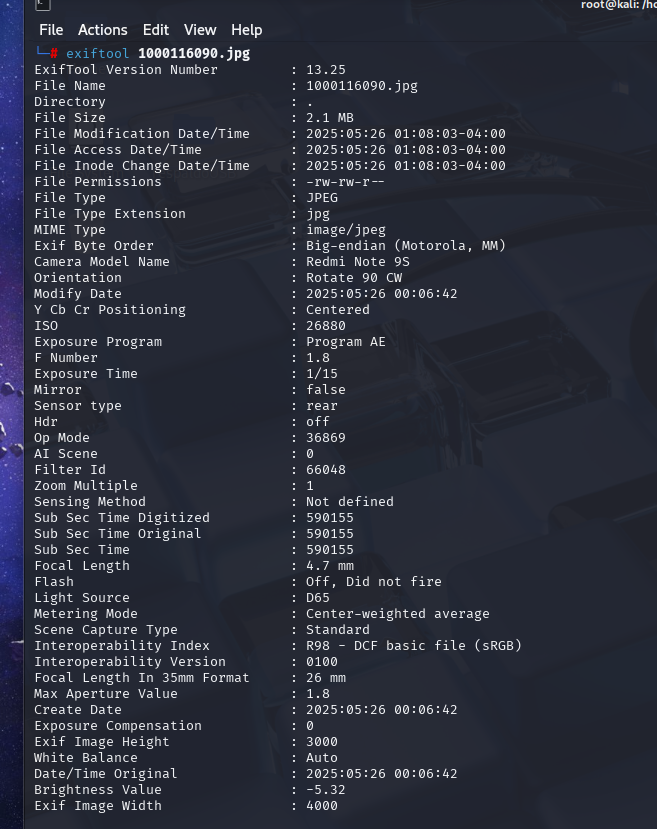 root@kali: /ho
File Actions Edit View Help
└─# exiftool 1000116090.jpg
ExifTool Version Number : 13.25
File Name : 1000116090.jpg
Directory : .
File Size : 2.1 MB
File Modification Date/Time : 2025:05:26 01:08:03-04:00
File Access Date/Time : 2025:05:26 01:08:03-04:00
File Inode Change Date/Time : 2025:05:26 01:08:03-04:00
File Permissions : -rw-rw-r--
File Type : JPEG
File Type Extension : jpg
MIME Type : image/jpeg
Exif Byte Order : Big-endian (Motorola, MM)
Camera Model Name : Redmi Note 9S
Orientation : Rotate 90 CW
Modify Date : 2025:05:26 00:06:42
Y Cb Cr Positioning : Centered
ISO : 26880
Exposure Program : Program AE
F Number : 1.8
Exposure Time : 1/15
Mirror : false
Sensor type : rear
Hdr : off
Op Mode : 36869
AI Scene : 0
Filter Id : 66048
Zoom Multiple : 1
Sensing Method : Not defined
Sub Sec Time Digitized : 590155
Sub Sec Time Original : 590155
Sub Sec Time : 590155
Focal Length : 4.7 mm
Flash : Off, Did not fire
Light Source : D65
Metering Mode : Center-weighted average
Scene Capture Type : Standard
Interoperability Index : R98 - DCF basic file (sRGB)
Interoperability Version : 0100
Focal Length In 35mm Format : 26 mm
Max Aperture Value : 1.8
Create Date : 2025:05:26 00:06:42
Exposure Compensation : 0
Exif Image Height : 3000
White Balance : Auto
Date/Time Original : 2025:05:26 00:06:42
Brightness Value : -5.32
Exif Image Width : 4000